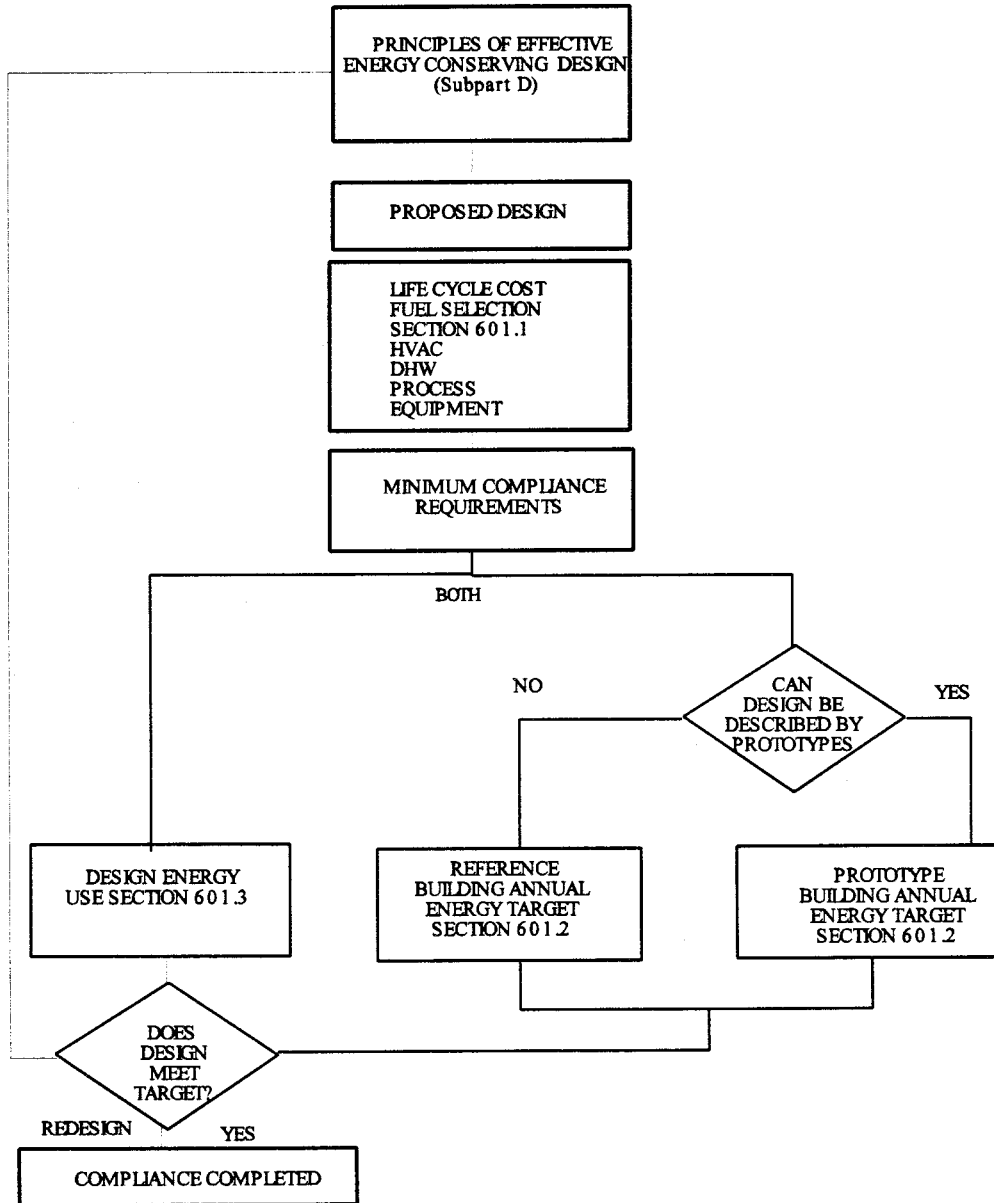 PRINCIPLES OF EFFECTIVE
ENERGY CONSERVING DESIGN
(Subpart D)
PROPOSED DESIGN
LIFE CYCLE COST
FUEL SELECTION
SECTION 601.1
HVAC
DHW
PROCESS
EQUIPMENT
MINIMUM COMPLIANCE
REQUIREMENTS
BOTH
CAN
DESIGN BE
DESCRIBED BY
PROTOTYPES
NO
YES
DESIGN ENERGY
USE SECTION 601.3
REFERENCE
BUILDING ANNUAL
ENERGY TARGET
SECTION 601.2
PROTOTYPE
BUILDING ANNUAL
ENERGY TARGET
SECTION 601.2
DOES
DESIGN
MEET
TARGET?
REDESIGN
YES
COMPLIANCE COMPLETED